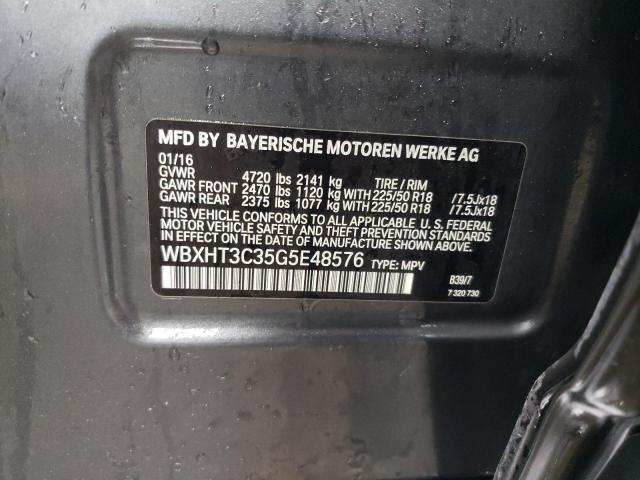 MFD BY BAYERISCHE MOTOREN WERKE AG
01/16
GVWR 4720 lbs 2141 kg TIRE / RIM
GAWR FRONT 2470 lbs 1120 kg WITH 225/50 R18 /7.5Jx18
GAWR REAR 2375 lbs 1077 kg WITH 225/50 R18 /7.5Jx18
THIS VEHICLE CONFORMS TO ALL APPLICABLE U.S. FEDERAL
MOTOR VEHICLE SAFETY AND THEFT PREVENTION STANDARDS
IN EFFECT ON THE DATE OF MANUFACTURE SHOWN ABOVE.
WBXHT3C35G5E48576 TYPE: MPV
B39/7
7 320 730